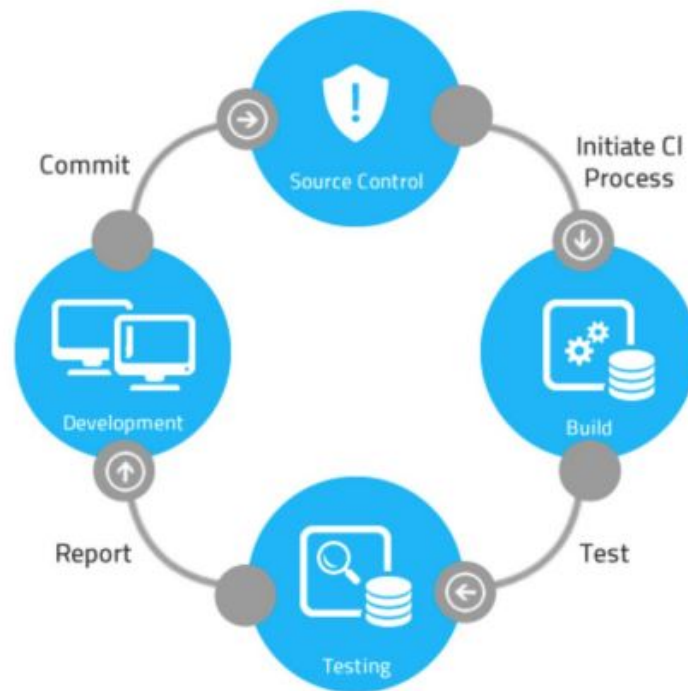 Source Control
Commit
Initiate CI
Process
Development
Build
Report
Test
Testing